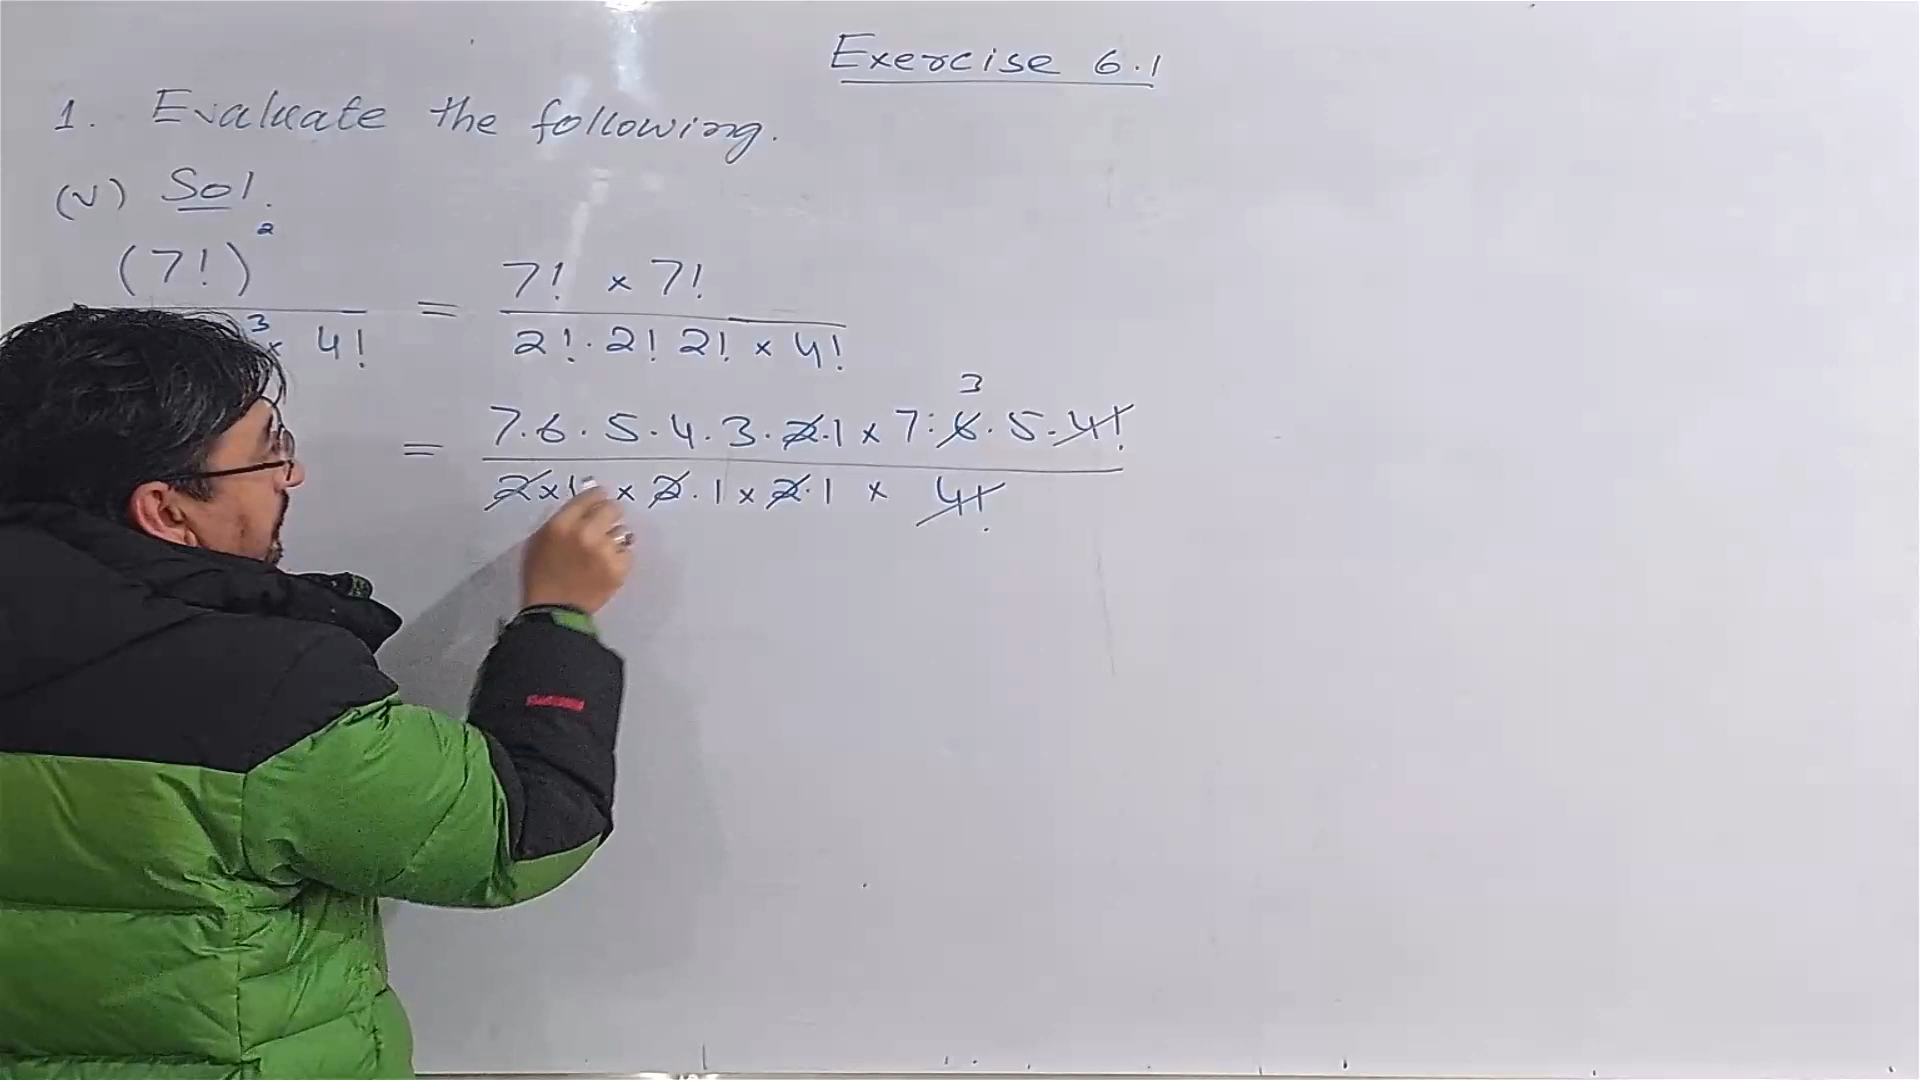 Exercise 6.1
1. Evaluate the following.
(v) Sol.
(7!)² = 7! × 7!
³ × 4! 2!·2! 2! × 4!
3
= 7.6.5.4.3.2.1 × 7.6.5.4!
2×1 × 2.1 × 2.1 × 4!